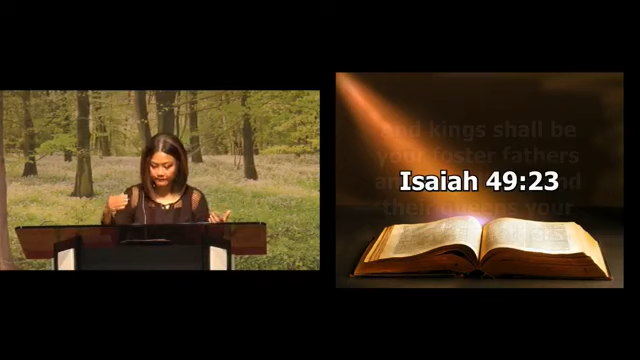 and kings shall be
your foster fathers
Isaiah 49:23
their queens your